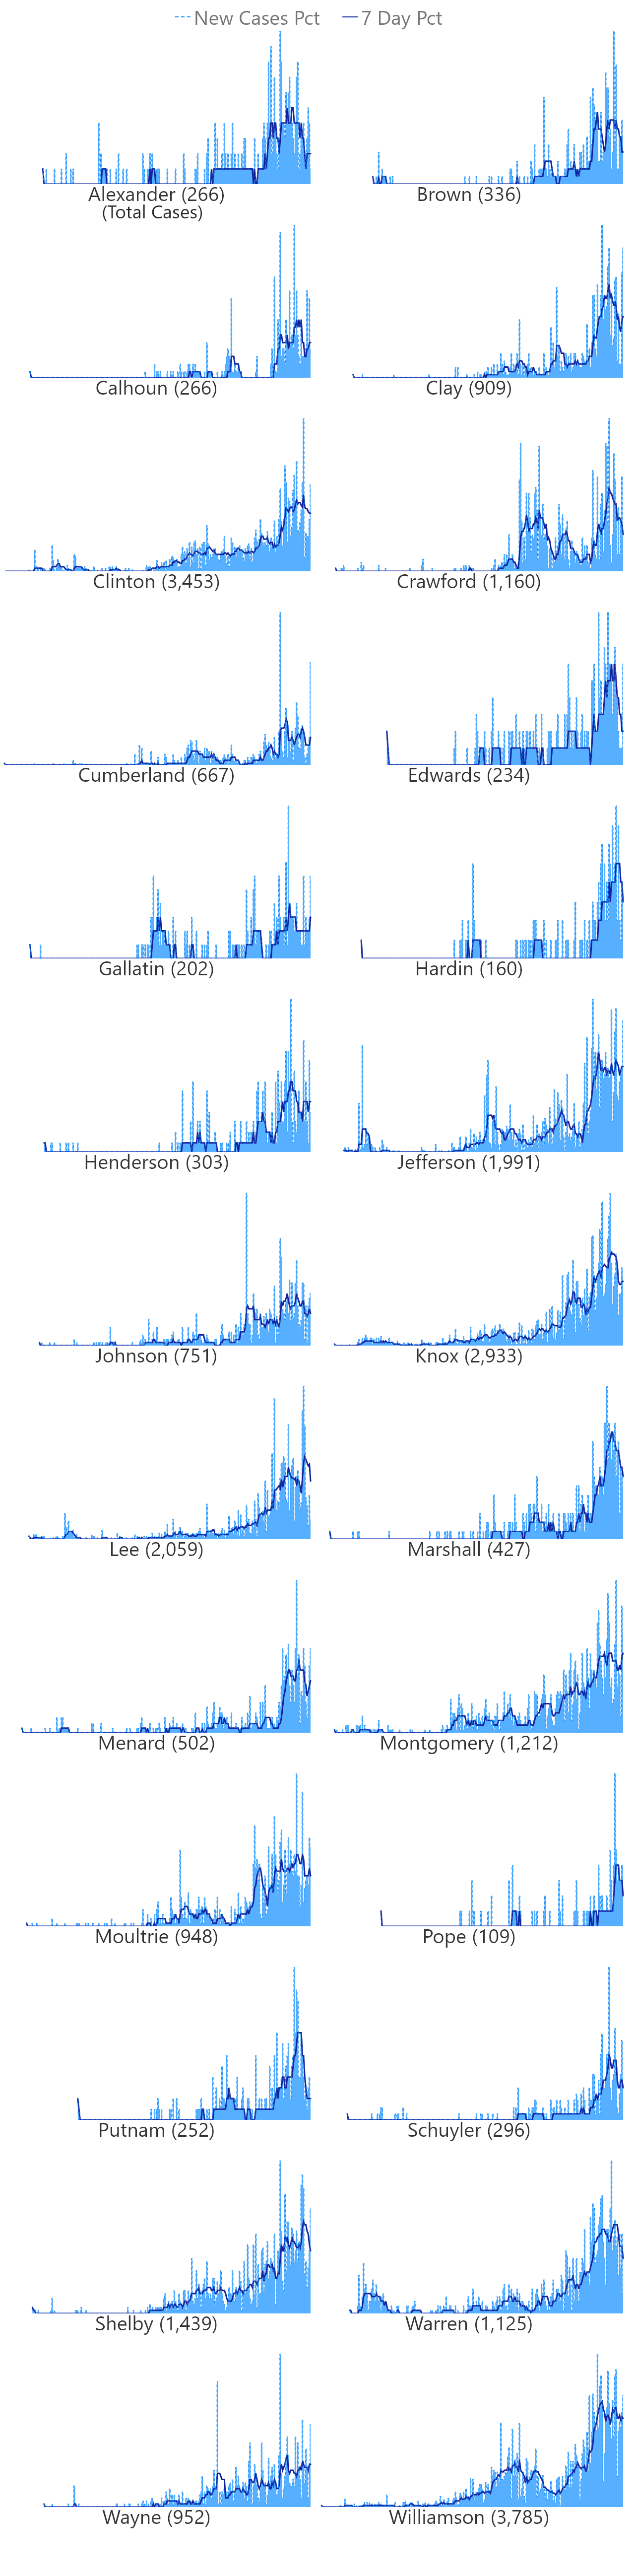 New Cases Pct 7 Day Pct
Alexander (266) Brown (336)
(Total Cases)
Calhoun (266) Clay (909)
Clinton (3,453) Crawford (1,160)
Cumberland (667) Edwards (234)
Gallatin (202) Hardin (160)
Henderson (303) Jefferson (1,991)
Johnson (751) Knox (2,933)
Lee (2,059) Marshall (427)
Menard (502) Montgomery (1,212)
Moultrie (948) Pope (109)
Putnam (252) Schuyler (296)
Shelby (1,439) Warren (1,125)
Wayne (952) Williamson (3,785)